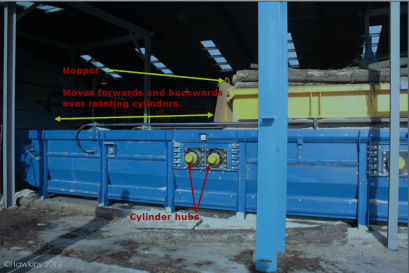 Hopper
Moves forwards and backwards
over rotating cylinders.
Cylinder hubs
©Hawkins 2013